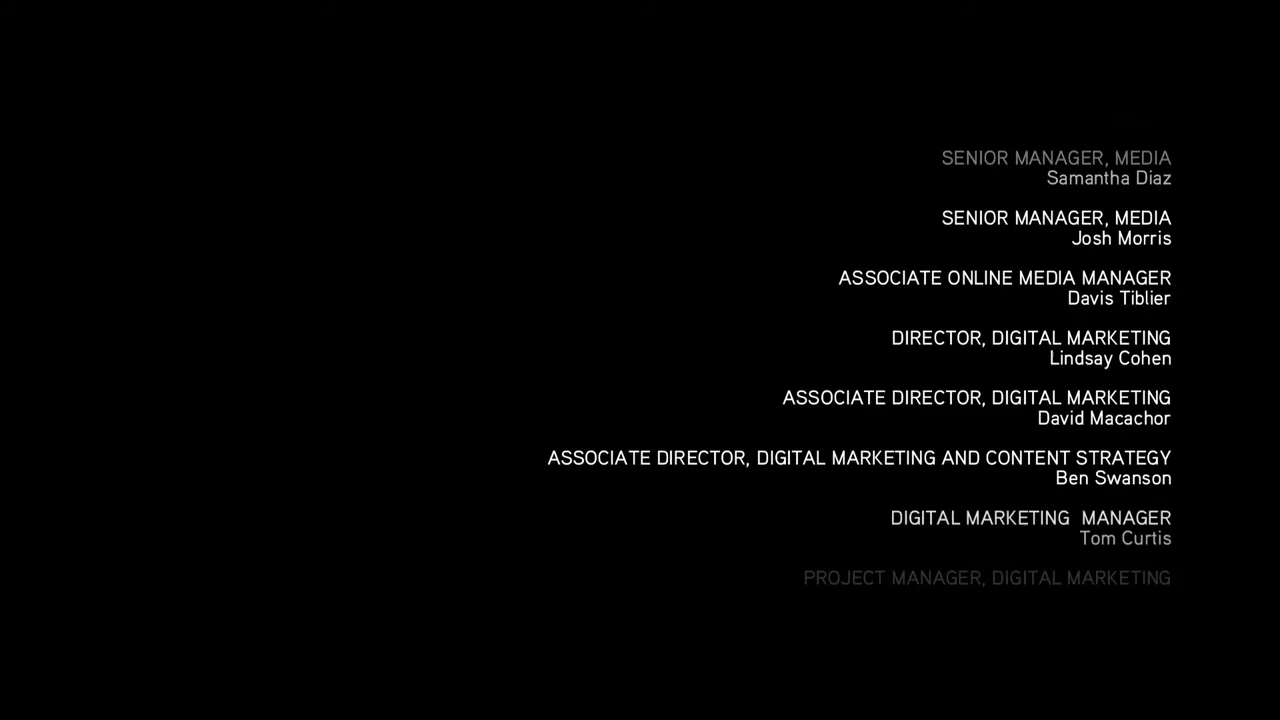 SENIOR MANAGER, MEDIA
Samantha Diaz
SENIOR MANAGER, MEDIA
Josh Morris
ASSOCIATE ONLINE MEDIA MANAGER
Davis Tiblier
DIRECTOR, DIGITAL MARKETING
Lindsay Cohen
ASSOCIATE DIRECTOR, DIGITAL MARKETING
David Macachor
ASSOCIATE DIRECTOR, DIGITAL MARKETING AND CONTENT STRATEGY
Ben Swanson
DIGITAL MARKETING  MANAGER
Tom Curtis
PROJECT MANAGER, DIGITAL MARKETING